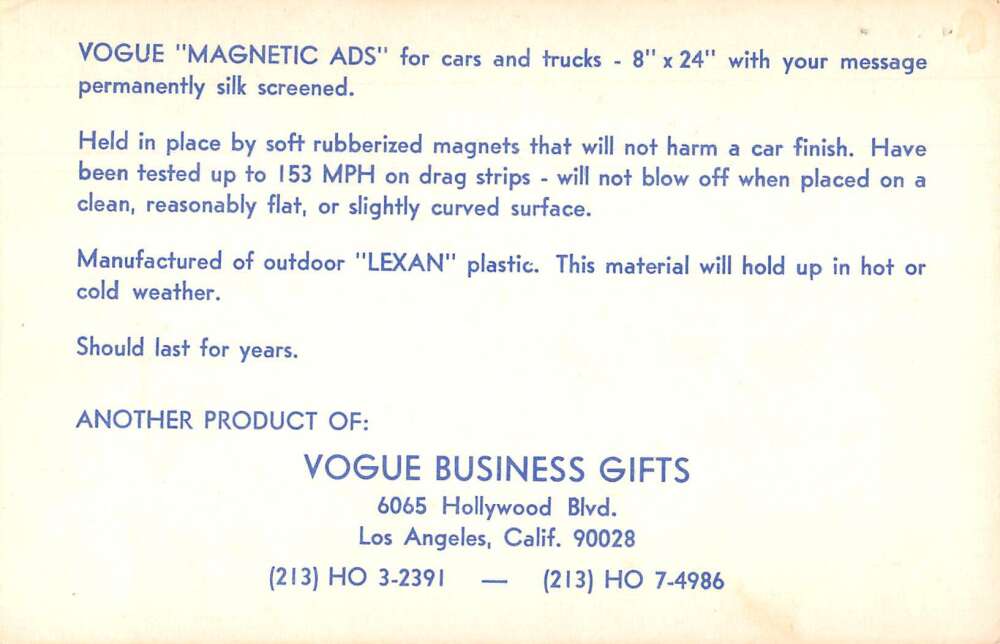 VOGUE "MAGNETIC ADS" for cars and trucks - 8" x 24" with your message
permanently silk screened.
Held in place by soft rubberized magnets that will not harm a car finish. Have
been tested up to 153 MPH on drag strips - will not blow off when placed on a
clean, reasonably flat, or slightly curved surface.
Manufactured of outdoor "LEXAN" plastic. This material will hold up in hot or
cold weather.
Should last for years.
ANOTHER PRODUCT OF:
VOGUE BUSINESS GIFTS
6065 Hollywood Blvd.
Los Angeles, Calif. 90028
(213) HO 3-2391 — (213) HO 7-4986